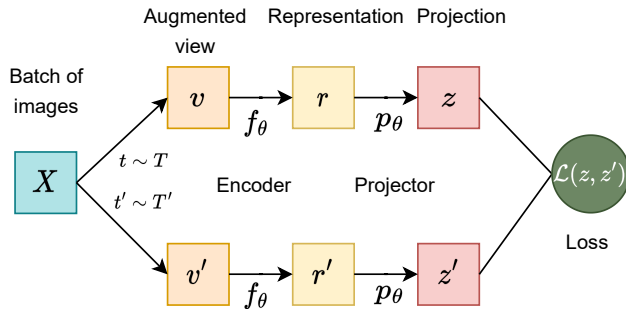 Augmented
view
Representation
Projection
Batch of
images
v
r
z
f_θ
p_θ
t ∼ T
X
t′ ∼ T′
Encoder
Projector
ℒ(z, z′)
Loss
v′
r′
z′
f_θ
p_θ